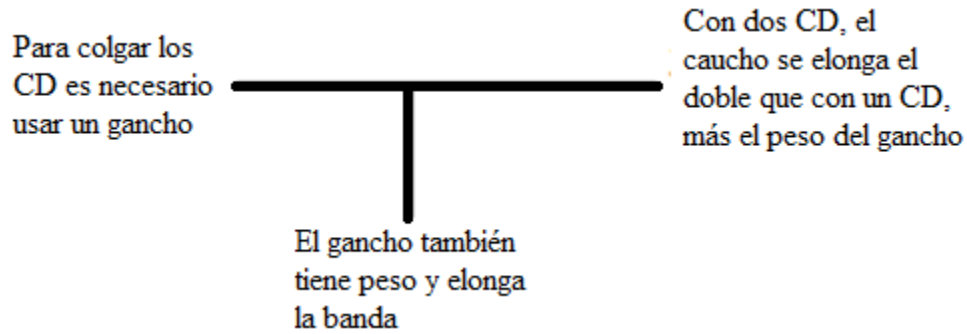 Para colgar los
CD es necesario
usar un gancho
Con dos CD, el
caucho se elonga el
doble que con un CD,
más el peso del gancho
El gancho también
tiene peso y elonga
la banda